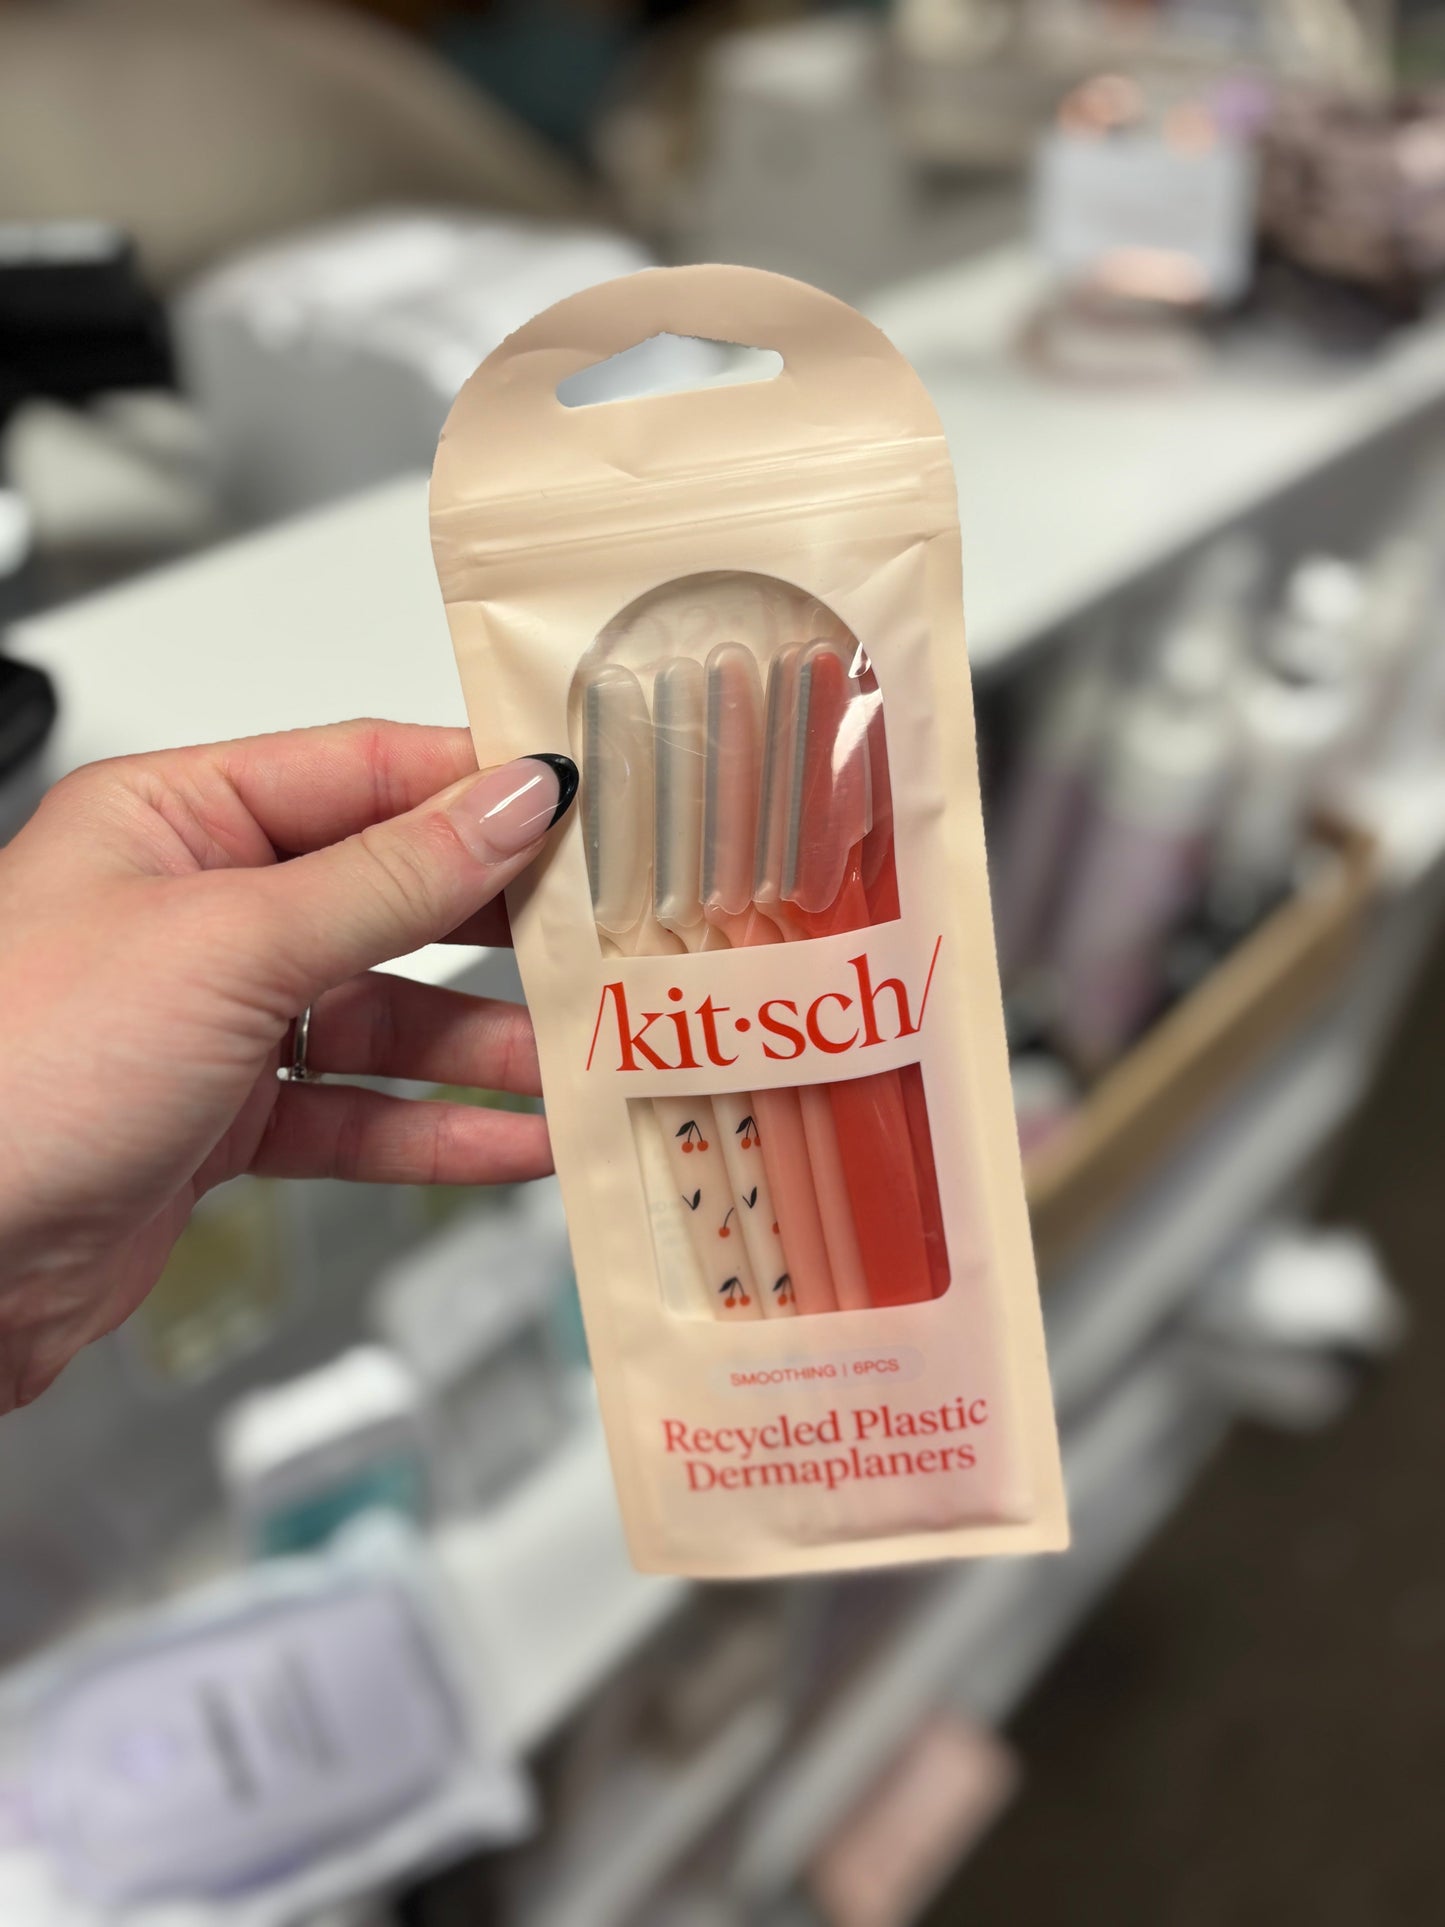 /kit·sch/
SMOOTHING | 6PCS
Recycled Plastic
Dermaplaners